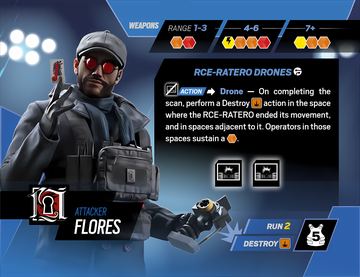 WEAPONS
RANGE 1-3
4-6
7+
RCE-RATERO DRONES
ACTION Drone — On completing the
scan, perform a Destroy action in the space
where the RCE-RATERO ended its movement,
and in spaces adjacent to it. Operators in those
spaces sustain a .
ATTACKER
FLORES
RUN 2
DESTROY
5